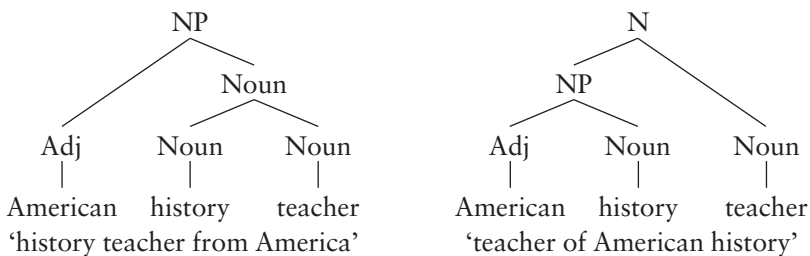 NP N
Noun NP
Adj Noun Noun Adj Noun Noun
American history teacher American history teacher
‘history teacher from America’ ‘teacher of American history’